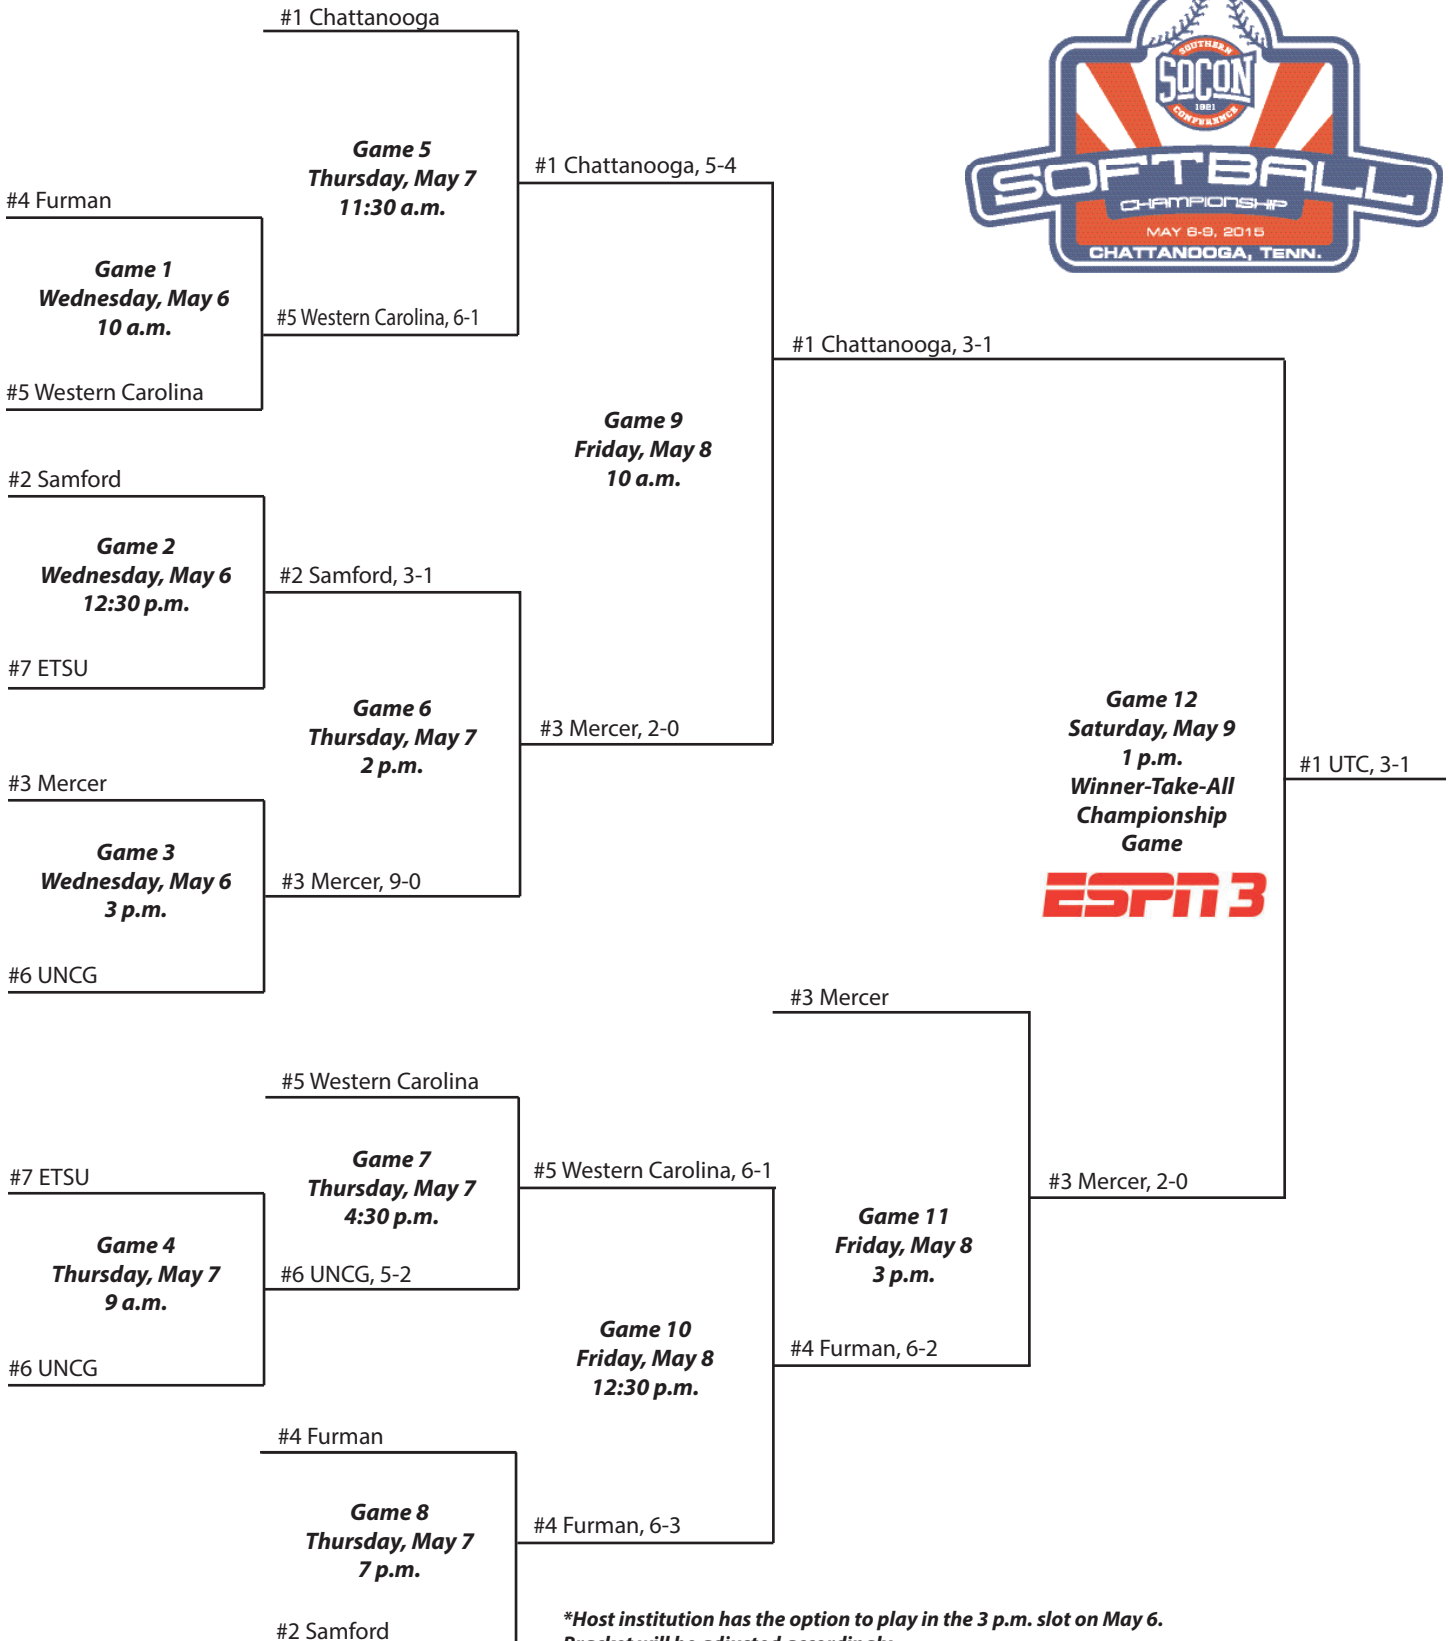 #1 Chattanooga
SOUTHERN
SOCON
1921
CONFERENCE
SOFTBALL
CHAMPIONSHIP
MAY 6-9, 2015
CHATTANOOGA, TENN.
Game 5
Thursday, May 7
11:30 a.m.
#1 Chattanooga, 5-4
#4 Furman
Game 1
Wednesday, May 6
10 a.m.
#5 Western Carolina, 6-1
#5 Western Carolina
#1 Chattanooga, 3-1
Game 9
Friday, May 8
10 a.m.
#2 Samford
Game 2
Wednesday, May 6
12:30 p.m.
#2 Samford, 3-1
#7 ETSU
Game 6
Thursday, May 7
2 p.m.
#3 Mercer, 2-0
#3 Mercer
Game 3
Wednesday, May 6
3 p.m.
#3 Mercer, 9-0
#6 UNCG
Game 12
Saturday, May 9
1 p.m.
Winner-Take-All
Championship
Game
ESPN 3
#1 UTC, 3-1
#3 Mercer
#5 Western Carolina
Game 7
Thursday, May 7
4:30 p.m.
#5 Western Carolina, 6-1
#7 ETSU
Game 4
Thursday, May 7
9 a.m.
#6 UNCG, 5-2
#6 UNCG
#3 Mercer, 2-0
Game 11
Friday, May 8
3 p.m.
Game 10
Friday, May 8
12:30 p.m.
#4 Furman, 6-2
#4 Furman
Game 8
Thursday, May 7
7 p.m.
#4 Furman, 6-3
#2 Samford
*Host institution has the option to play in the 3 p.m. slot on May 6.
Bracket will be adjusted accordingly.